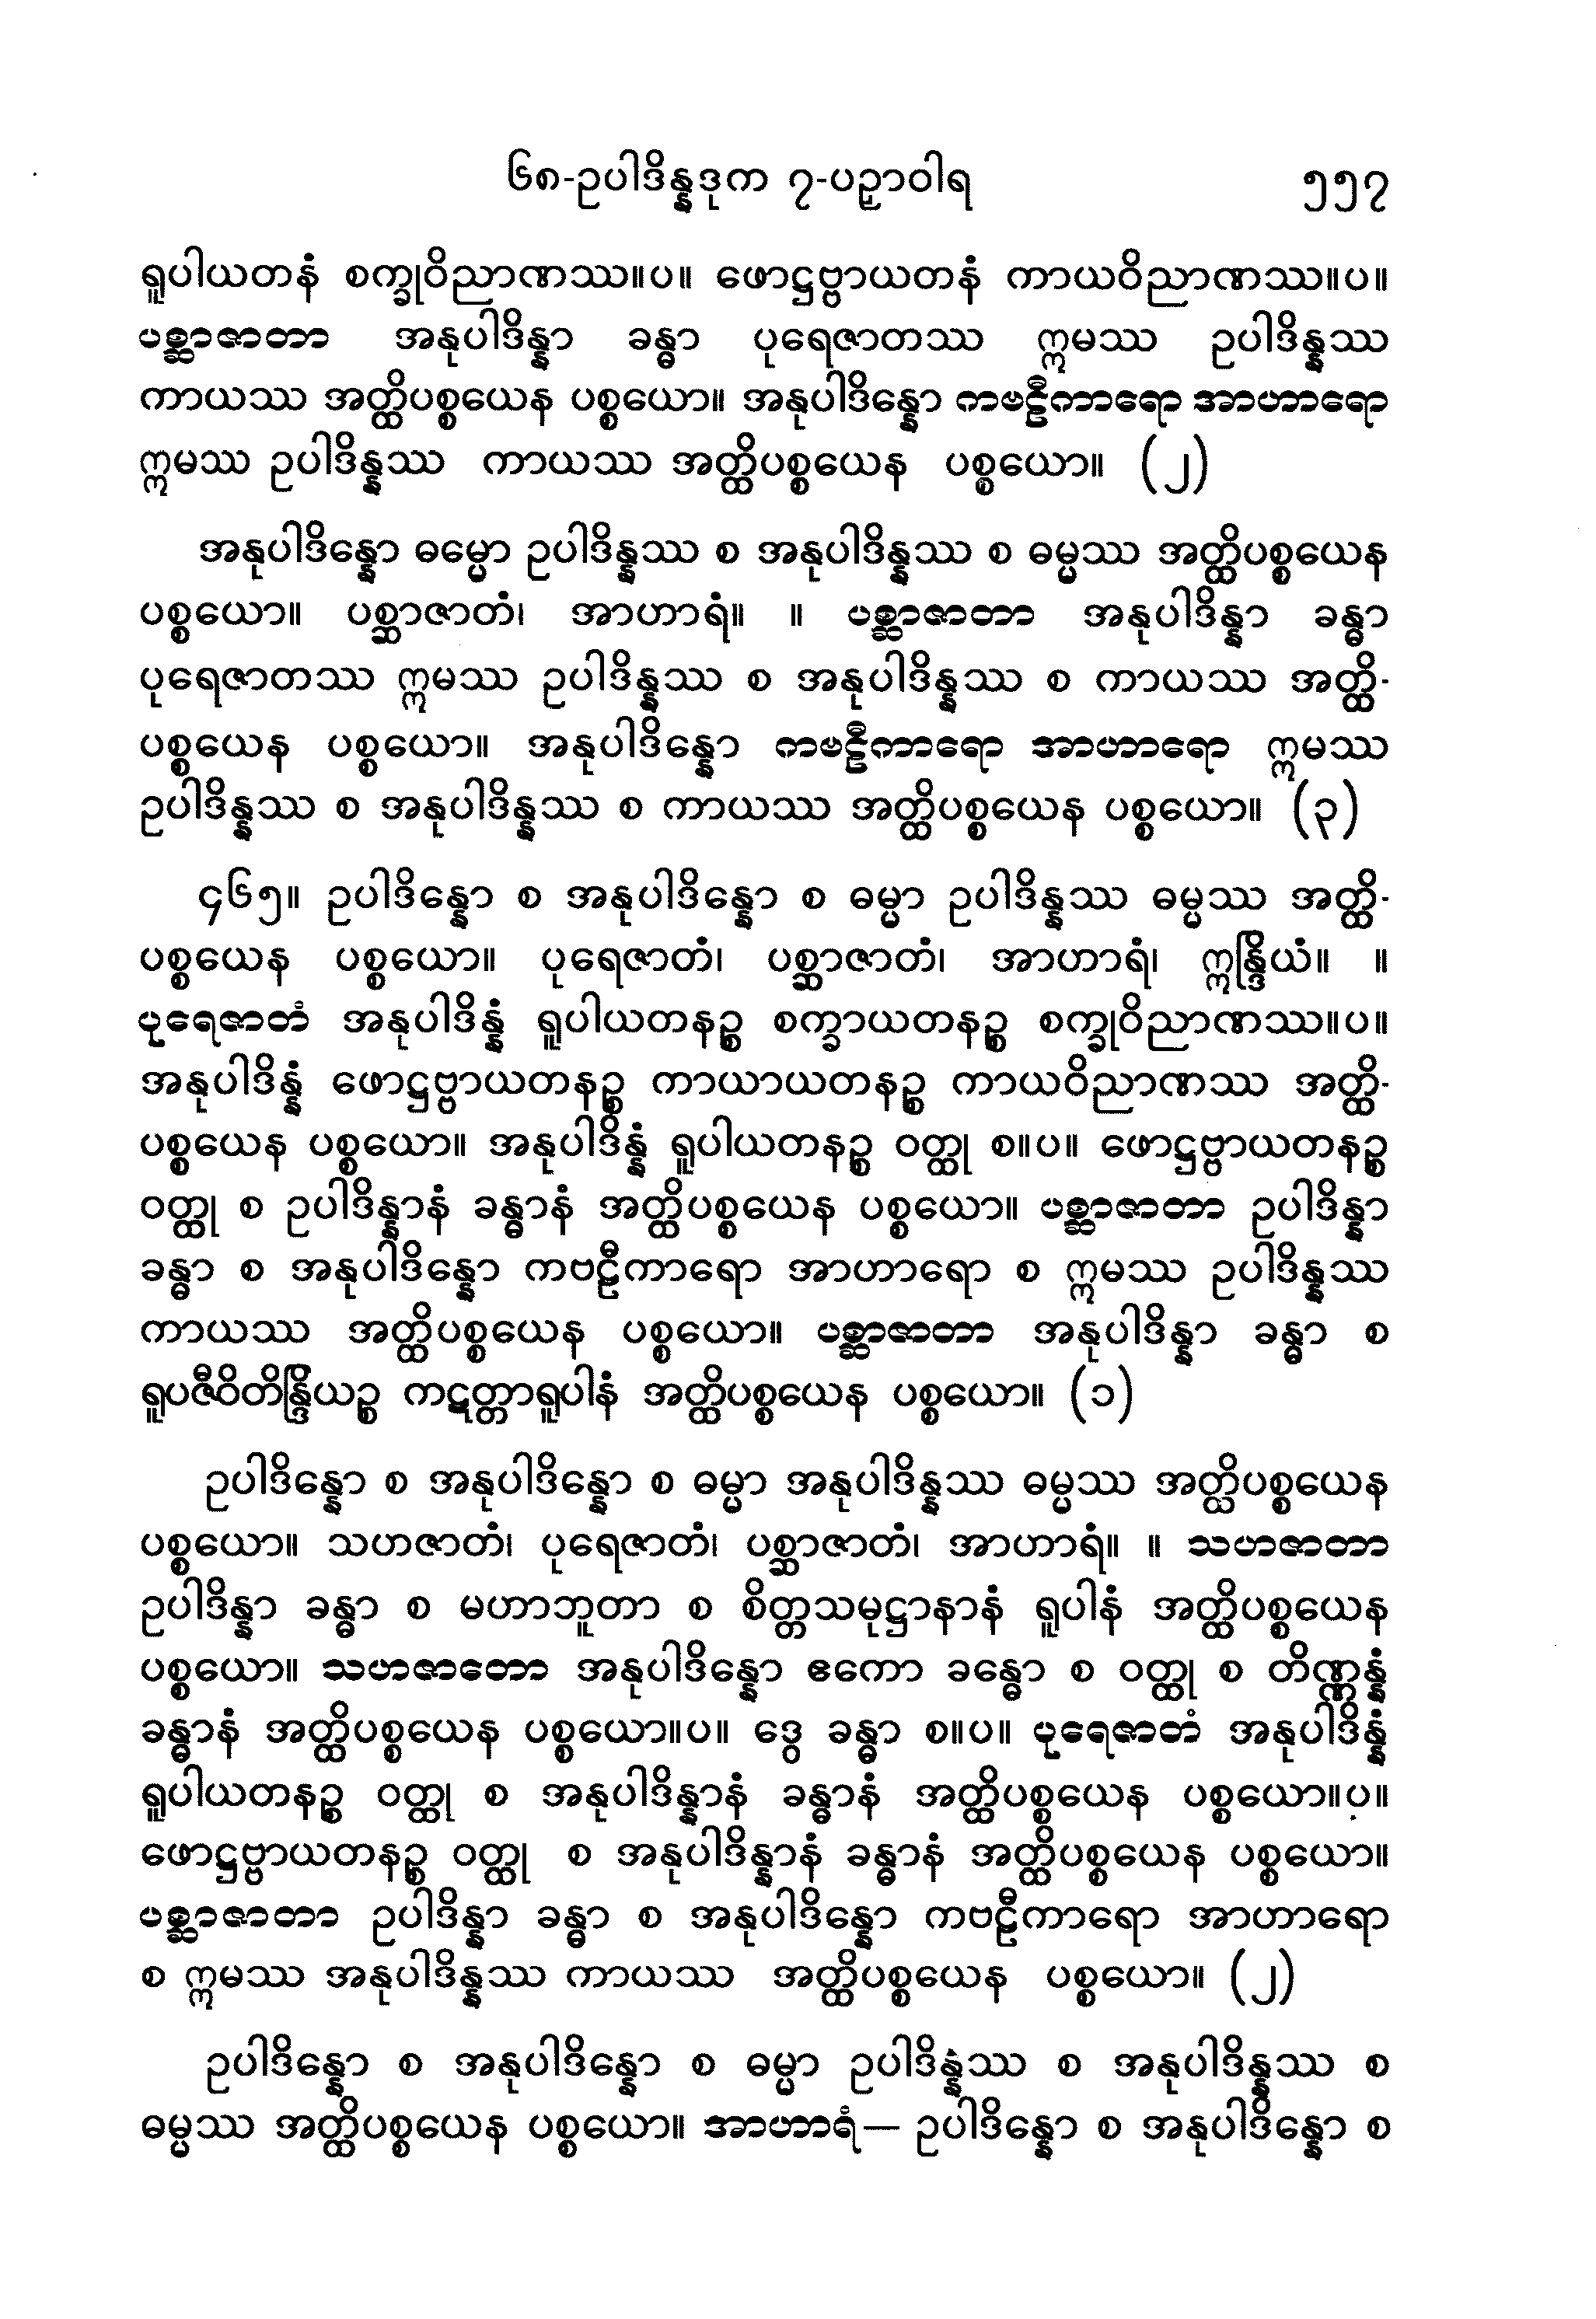 ၆၈-ဥပါဒိန္နဒုက ၇-ပဉှာဝါရ ၅၅၇
ရူပါယတနံ စက္ခုဝိညာဏဿ။ပ။ ဖောဋ္ဌဗ္ဗာယတနံ ကာယဝိညာဏဿ။ပ။
ပစ္ဆာဇာတာ အနုပါဒိန္နာ ခန္ဓာ ပုရေဇာတဿ ဣမဿ ဥပါဒိန္နဿ
ကာယဿ အတ္ထိပစ္စယေန ပစ္စယော။ အနုပါဒိန္နော ကဗဠီကာရော အာဟာရော
ဣမဿ ဥပါဒိန္နဿ ကာယဿ အတ္ထိပစ္စယေန ပစ္စယော။ (၂)
အနုပါဒိန္နော ဓမ္မော ဥပါဒိန္နဿ စ အနုပါဒိန္နဿ စ ဓမ္မဿ အတ္ထိပစ္စယေန
ပစ္စယော။ ပစ္ဆာဇာတံ၊ အာဟာရံ။ ။ ပစ္ဆာဇာတာ အနုပါဒိန္နာ ခန္ဓာ
ပုရေဇာတဿ ဣမဿ ဥပါဒိန္နဿ စ အနုပါဒိန္နဿ စ ကာယဿ အတ္ထိ-
ပစ္စယေန ပစ္စယော။ အနုပါဒိန္နော ကဗဠီကာရော အာဟာရော ဣမဿ
ဥပါဒိန္နဿ စ အနုပါဒိန္နဿ စ ကာယဿ အတ္ထိပစ္စယေန ပစ္စယော။ (၃)
၄၆၅။ ဥပါဒိန္နော စ အနုပါဒိန္နော စ ဓမ္မာ ဥပါဒိန္နဿ ဓမ္မဿ အတ္ထိ-
ပစ္စယေန ပစ္စယော။ ပုရေဇာတံ၊ ပစ္ဆာဇာတံ၊ အာဟာရံ၊ ဣန္ဒြိယံ။ ။
ပုရေဇာတံ အနုပါဒိန္နံ ရူပါယတနဉ္စ စက္ခာယတနဉ္စ စက္ခုဝိညာဏဿ။ပ။
အနုပါဒိန္နံ ဖောဋ္ဌဗ္ဗာယတနဉ္စ ကာယာယတနဉ္စ ကာယဝိညာဏဿ အတ္ထိ-
ပစ္စယေန ပစ္စယော။ အနုပါဒိန္နံ ရူပါယတနဉ္စ ဝတ္ထု စ။ပ။ ဖောဋ္ဌဗ္ဗာယတနဉ္စ
ဝတ္ထု စ ဥပါဒိန္နာနံ ခန္ဓာနံ အတ္ထိပစ္စယေန ပစ္စယော။ ပစ္ဆာဇာတာ ဥပါဒိန္နာ
ခန္ဓာ စ အနုပါဒိန္နော ကဗဠီကာရော အာဟာရော စ ဣမဿ ဥပါဒိန္နဿ
ကာယဿ အတ္ထိပစ္စယေန ပစ္စယော။ ပစ္ဆာဇာတာ အနုပါဒိန္နာ ခန္ဓာ စ
ရူပဇီဝိတိန္ဒြိယဉ္စ ကဋတ္တာရူပါနံ အတ္ထိပစ္စယေန ပစ္စယော။ (၁)
ဥပါဒိန္နော စ အနုပါဒိန္နော စ ဓမ္မာ အနုပါဒိန္နဿ ဓမ္မဿ အတ္ထိပစ္စယေန
ပစ္စယော။ သဟဇာတံ၊ ပုရေဇာတံ၊ ပစ္ဆာဇာတံ၊ အာဟာရံ။ ။ သဟဇာတာ
ဥပါဒိန္နာ ခန္ဓာ စ မဟာဘူတာ စ စိတ္တသမုဋ္ဌာနာနံ ရူပါနံ အတ္ထိပစ္စယေန
ပစ္စယော။ သဟဇာတော အနုပါဒိန္နော ဧကော ခန္ဓော စ ဝတ္ထု စ တိဏ္ဏန္နံ
ခန္ဓာနံ အတ္ထိပစ္စယေန ပစ္စယော။ပ။ ဒွေ ခန္ဓာ စ။ပ။ ပုရေဇာတံ အနုပါဒိန္နံ
ရူပါယတနဉ္စ ဝတ္ထု စ အနုပါဒိန္နာနံ ခန္ဓာနံ အတ္ထိပစ္စယေန ပစ္စယော။ပ။
ဖောဋ္ဌဗ္ဗာယတနဉ္စ ဝတ္ထု စ အနုပါဒိန္နာနံ ခန္ဓာနံ အတ္ထိပစ္စယေန ပစ္စယော။
ပစ္ဆာဇာတာ ဥပါဒိန္နာ ခန္ဓာ စ အနုပါဒိန္နော ကဗဠီကာရော အာဟာရော
စ ဣမဿ အနုပါဒိန္နဿ ကာယဿ အတ္ထိပစ္စယေန ပစ္စယော။ (၂)
ဥပါဒိန္နော စ အနုပါဒိန္နော စ ဓမ္မာ ဥပါဒိန္နဿ စ အနုပါဒိန္နဿ စ
ဓမ္မဿ အတ္ထိပစ္စယေန ပစ္စယော။ အာဟာရံ— ဥပါဒိန္နော စ အနုပါဒိန္နော စ